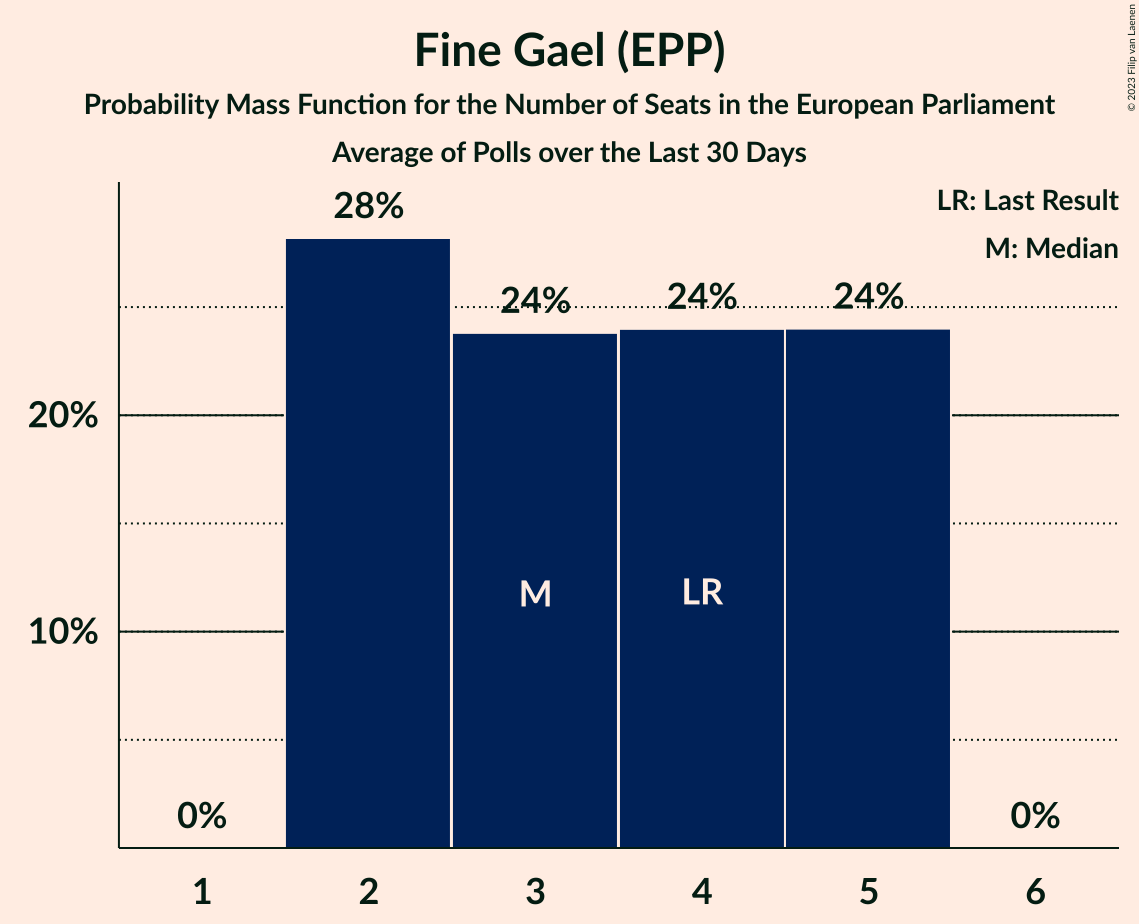 Fine Gael (EPP)
Probability Mass Function for the Number of Seats in the European Parliament
Average of Polls over the Last 30 Days
© 2023 Filip van Laenen
LR: Last Result
M: Median
28%
24%
24%
24%
20%
10%
M
LR
0%
0%
1
2
3
4
5
6